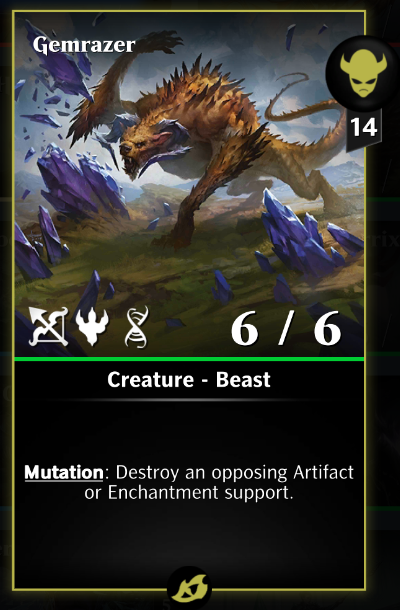 Gemrazer
14
6 / 6
Creature - Beast
Mutation: Destroy an opposing Artifact
or Enchantment support.